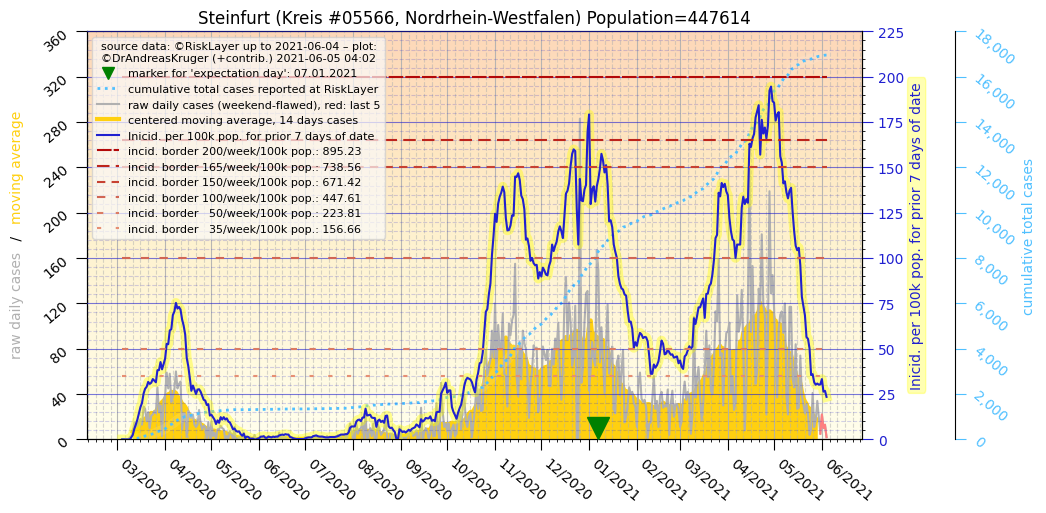 Steinfurt (Kreis #05566, Nordrhein-Westfalen) Population=447614
source data: ©RiskLayer up to 2021-06-04 – plot:
©DrAndreasKruger (+contrib.) 2021-06-05 04:02
marker for 'expectation day': 07.01.2021
cumulative total cases reported at RiskLayer
raw daily cases (weekend-flawed), red: last 5
centered moving average, 14 days cases
Inicid. per 100k pop. for prior 7 days of date
incid. border 200/week/100k pop.: 895.23
incid. border 165/week/100k pop.: 738.56
incid. border 150/week/100k pop.: 671.42
incid. border 100/week/100k pop.: 447.61
incid. border 50/week/100k pop.: 223.81
incid. border 35/week/100k pop.: 156.66
raw daily cases / moving average
360
320
280
240
200
160
120
80
40
0
03/2020
04/2020
05/2020
06/2020
07/2020
08/2020
09/2020
10/2020
11/2020
12/2020
01/2021
02/2021
03/2021
04/2021
05/2021
06/2021
225
200
175
150
125
100
75
50
25
0
Inicid. per 100k pop. for prior 7 days of date
18,000
16,000
14,000
12,000
10,000
8,000
6,000
4,000
2,000
0
cumulative total cases